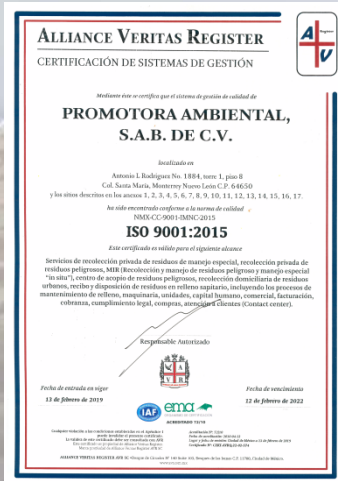 ALLIANCE VERITAS REGISTER
CERTIFICACIÓN DE SISTEMAS DE GESTIÓN
Register
A
V
Mediante éste se certifica que el sistema de gestión de calidad de
PROMOTORA AMBIENTAL,
S.A.B. DE C.V.
localizado en
Antonio L Rodríguez No. 1884, torre 1, piso 8
Col. Santa María, Monterrey Nuevo León C.P. 64650
y los sitios descritos en los anexos 1, 2, 3, 4, 5, 6, 7, 8, 9, 10, 11, 12, 13, 14, 15, 16, 17.
ha sido encontrado conforme a la norma de calidad
NMX-CC-9001-IMNC-2015
ISO 9001:2015
Este certificado es válido para el siguiente alcance
Servicios de recolección privada de residuos de manejo especial, recolección privada de
residuos peligrosos, MIR (Recolección y manejo de residuos peligroso y manejo especial
"in situ"), centro de acopio de residuos peligrosos, recolección domiciliaria de residuos
urbanos, recibo y disposición de residuos en relleno sanitario, incluyendo los procesos de
mantenimiento de relleno, maquinaria, unidades, capital humano, comercial, facturación,
cobranza, cumplimiento legal, compras, atención a clientes (Contact center).
Responsable Autorizado
A
V
R
Fecha de entrada en vigor
13 de febrero de 2019
Fecha de vencimiento
12 de febrero de 2022
IAF
ema
ACREDITADO